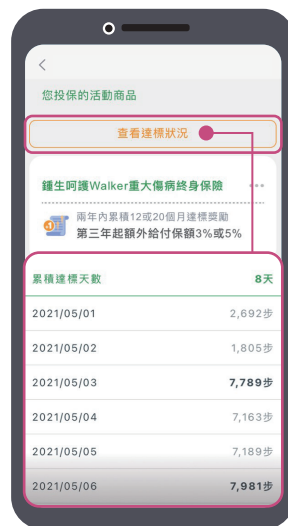 您投保的活動商品
查看達標狀況
鍾生呵護Walker重大傷病終身保險
兩年內累積12或20個月達標獎勵
第三年起額外給付保額3%或5%
累積達標天數 8天
2021/05/01 2,692步
2021/05/02 1,805步
2021/05/03 7,789步
2021/05/04 7,163步
2021/05/05 7,189步
2021/05/06 7,981步